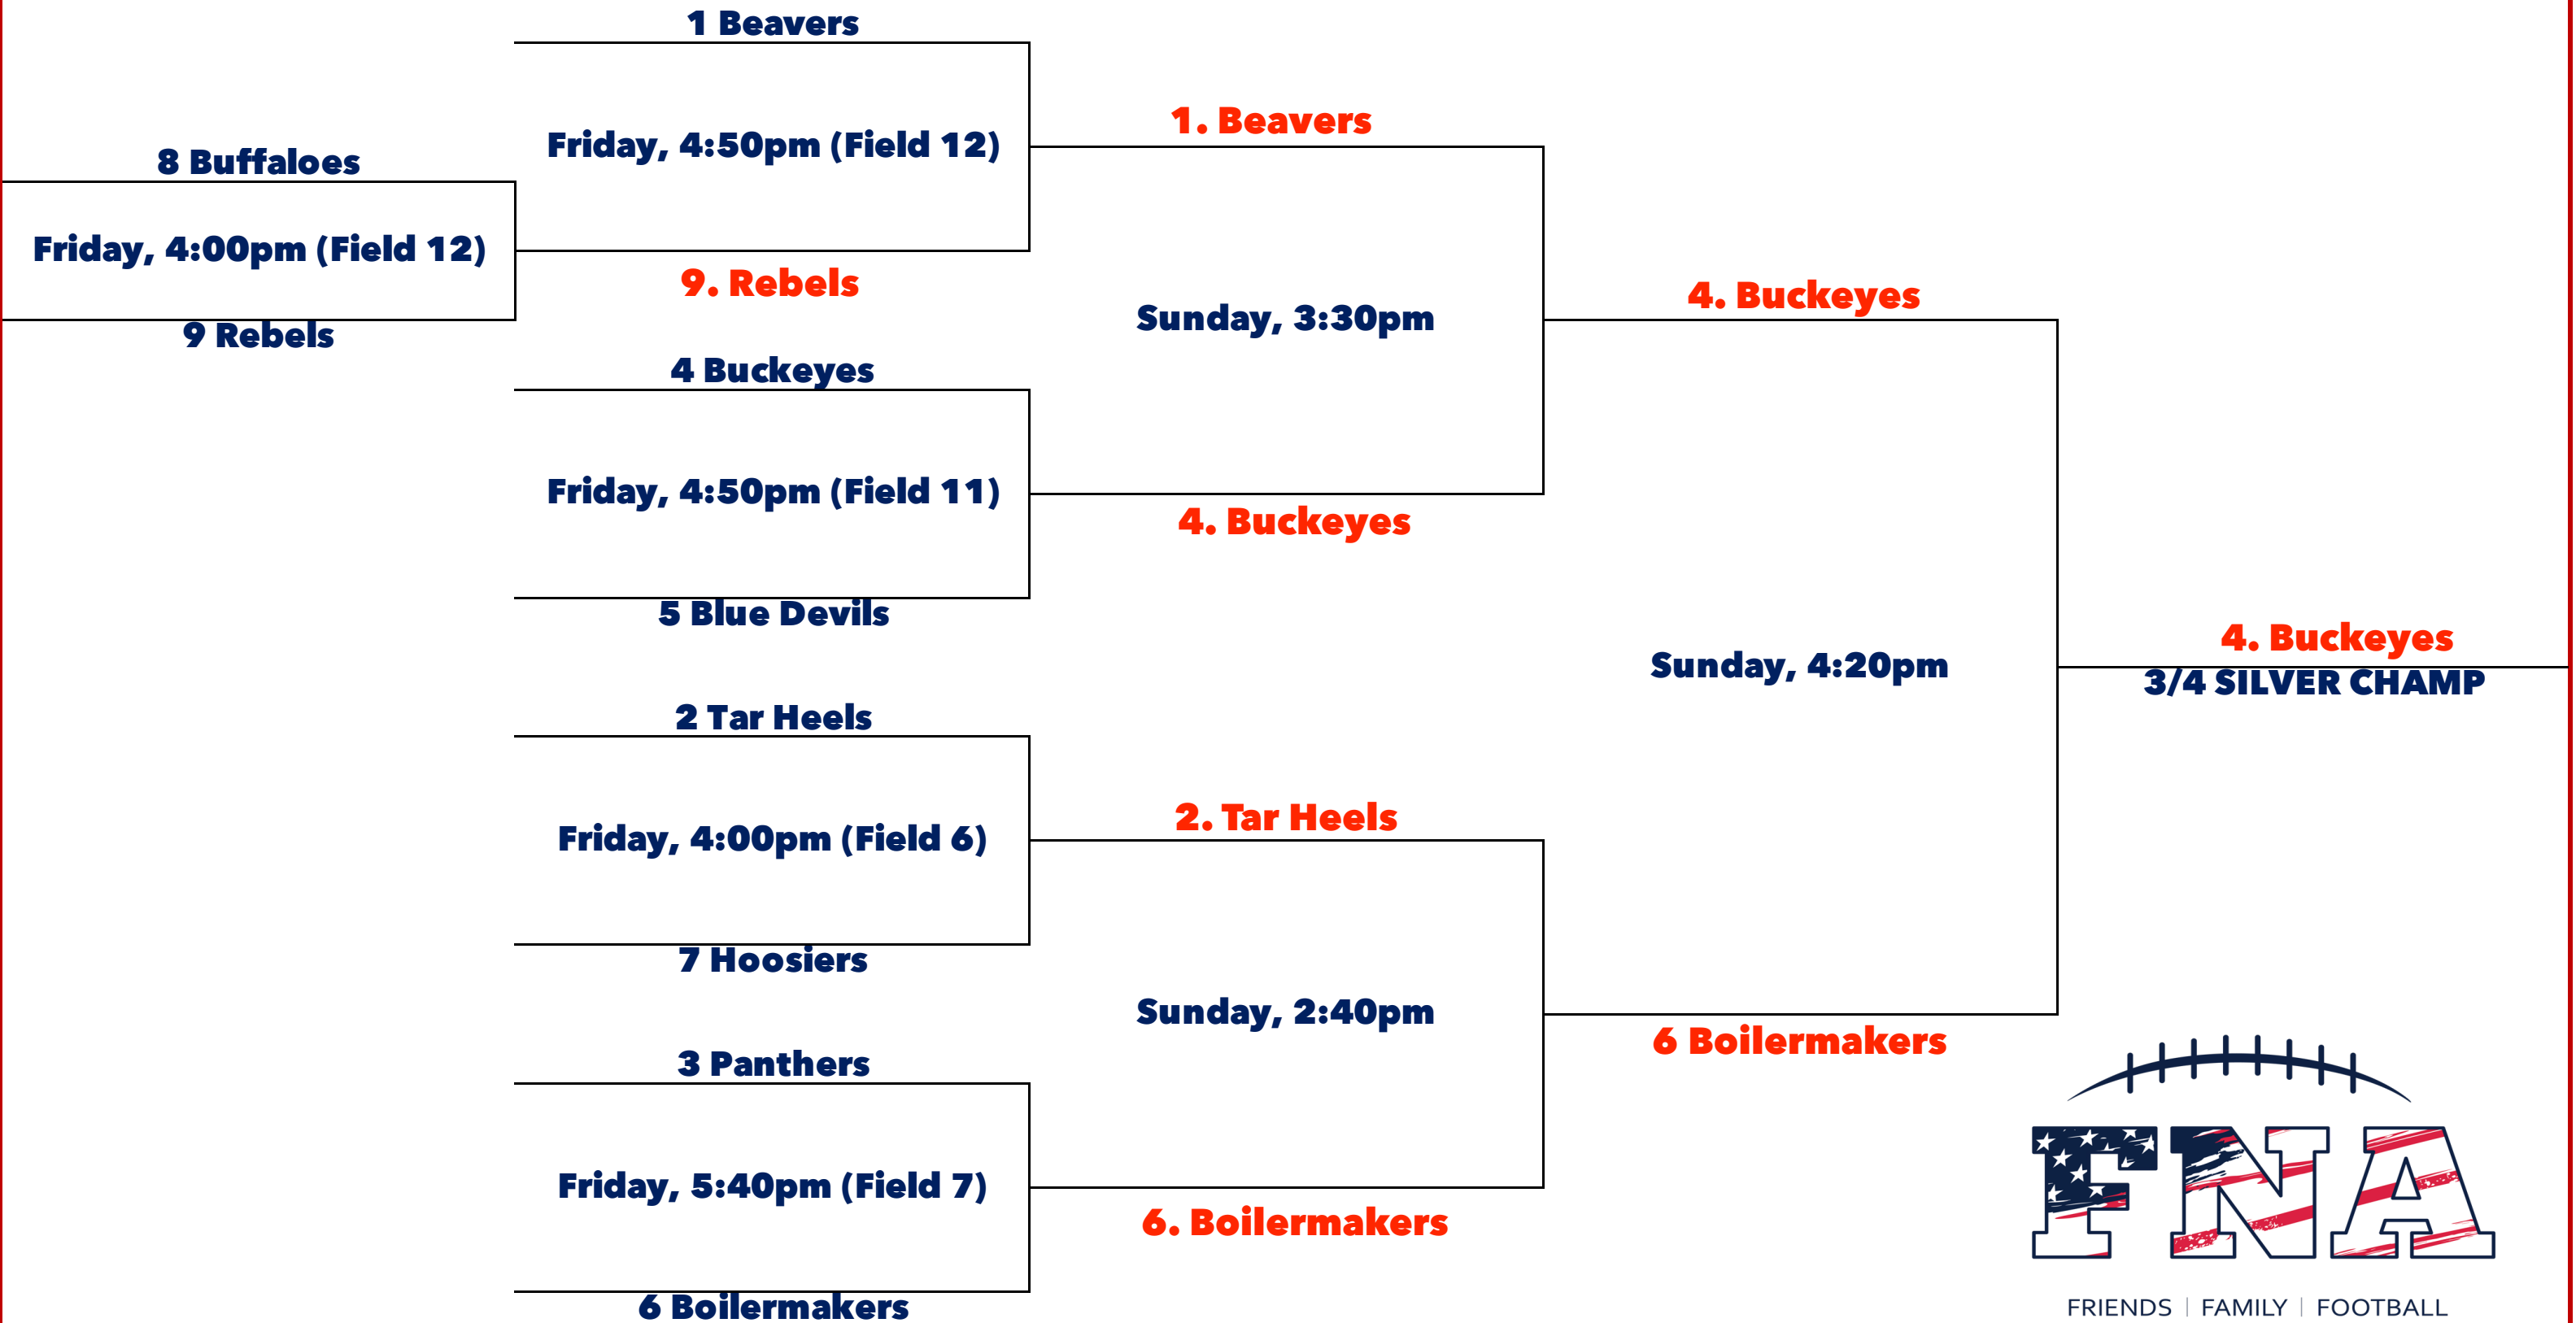 1 Beavers
Friday, 4:50pm (Field 12)
1. Beavers
8 Buffaloes
Friday, 4:00pm (Field 12)
9 Rebels
9. Rebels
Sunday, 3:30pm
4. Buckeyes
4 Buckeyes
Friday, 4:50pm (Field 11)
4. Buckeyes
5 Blue Devils
Sunday, 4:20pm
4. Buckeyes
3/4 SILVER CHAMP
2 Tar Heels
Friday, 4:00pm (Field 6)
2. Tar Heels
7 Hoosiers
Sunday, 2:40pm
6 Boilermakers
3 Panthers
Friday, 5:40pm (Field 7)
6. Boilermakers
6 Boilermakers
FNA
FRIENDS | FAMILY | FOOTBALL